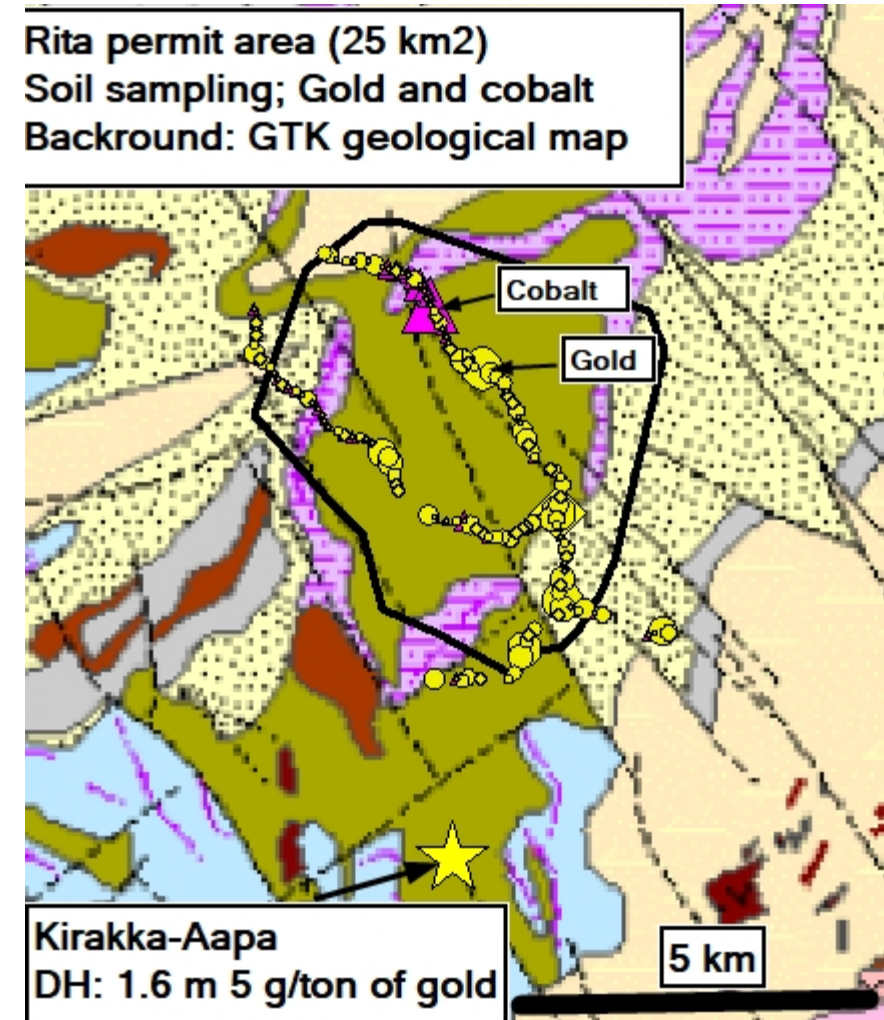 Rita permit area (25 km2)
Soil sampling; Gold and cobalt
Backround: GTK geological map
Cobalt
Gold
Kirakka-Aapa
DH: 1.6 m 5 g/ton of gold
5 km